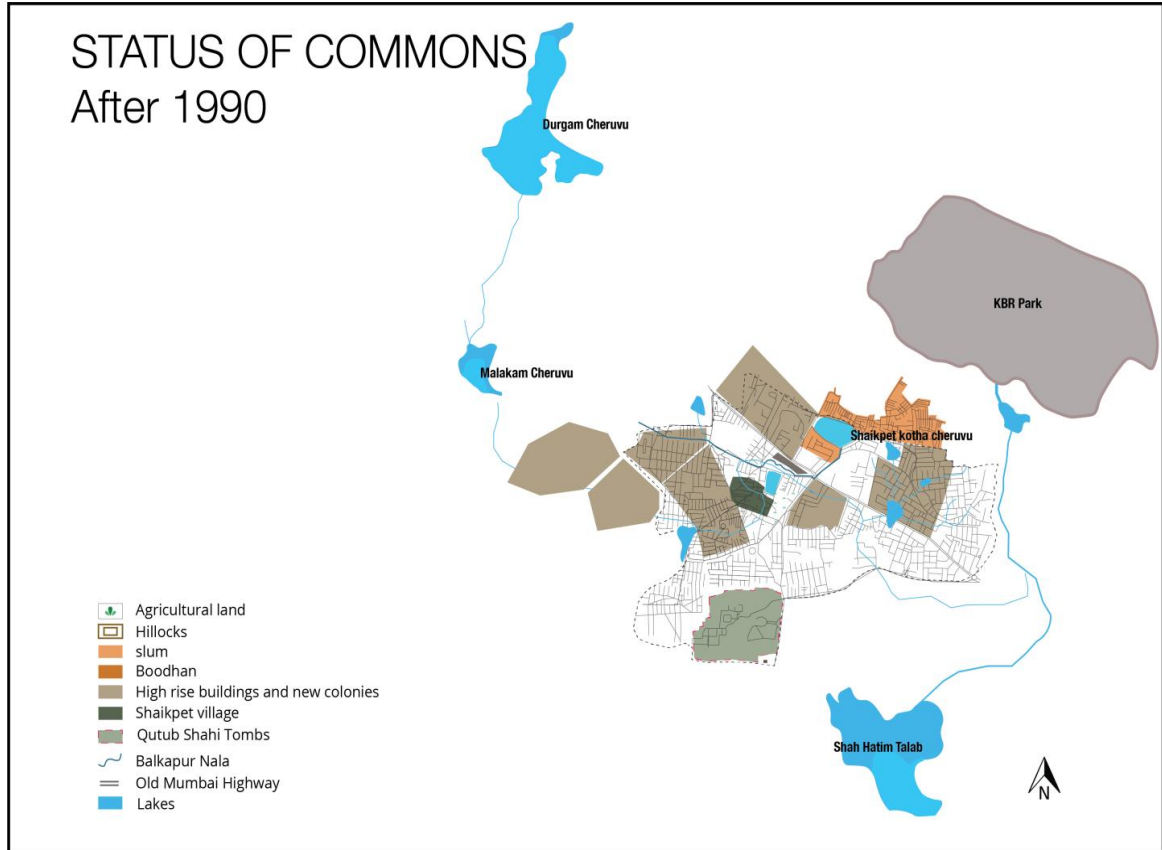 STATUS OF COMMONS
After 1990
Durgam Cheruvu
KBR Park
Malakam Cheruvu
Shaikpet kotha cheruvu
Shah Hatim Talab
Agricultural land
Hillocks
slum
Boodhan
High rise buildings and new colonies
Shaikpet village
Qutub Shahi Tombs
Balkapur Nala
Old Mumbai Highway
Lakes
N